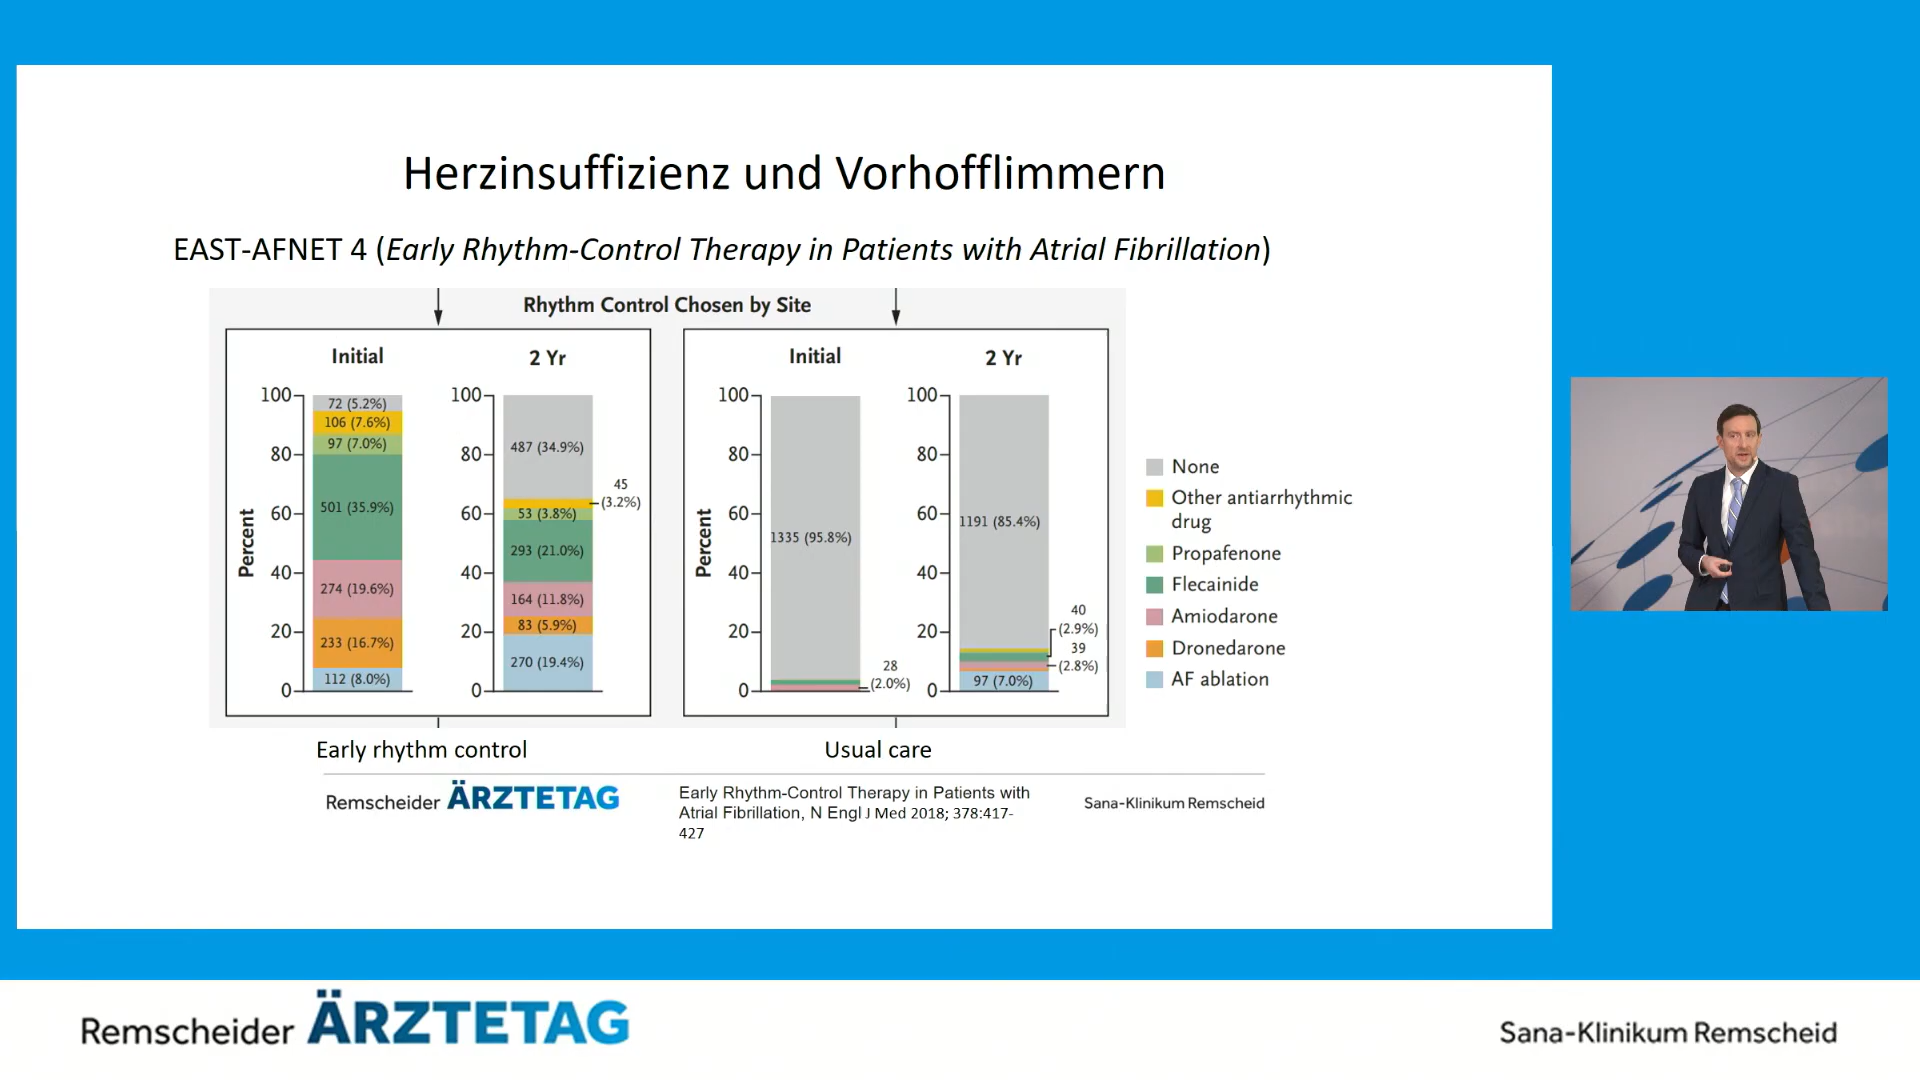 Herzinsuffizienz und Vorhofflimmern
EAST-AFNET 4 (Early Rhythm-Control Therapy in Patients with Atrial Fibrillation)
Rhythm Control Chosen by Site
Initial
2 Yr
Percent
100
80
60
40
20
0
72 (5.2%)
106 (7.6%)
97 (7.0%)
501 (35.9%)
274 (19.6%)
233 (16.7%)
112 (8.0%)
100
80
60
40
20
0
487 (34.9%)
45
(3.2%)
53 (3.8%)
293 (21.0%)
164 (11.8%)
83 (5.9%)
270 (19.4%)
Initial
2 Yr
Percent
100
80
60
40
20
0
1335 (95.8%)
28
(2.0%)
100
80
60
40
20
0
1191 (85.4%)
40
(2.9%)
39
(2.8%)
97 (7.0%)
None
Other antiarrhythmic
drug
Propafenone
Flecainide
Amiodarone
Dronedarone
AF ablation
Early rhythm control
Usual care
Remscheider ÄRZTETAG
Early Rhythm-Control Therapy in Patients with
Atrial Fibrillation, N Engl J Med 2018; 378:417-
427
Sana-Klinikum Remscheid
Remscheider ÄRZTETAG
Sana-Klinikum Remscheid